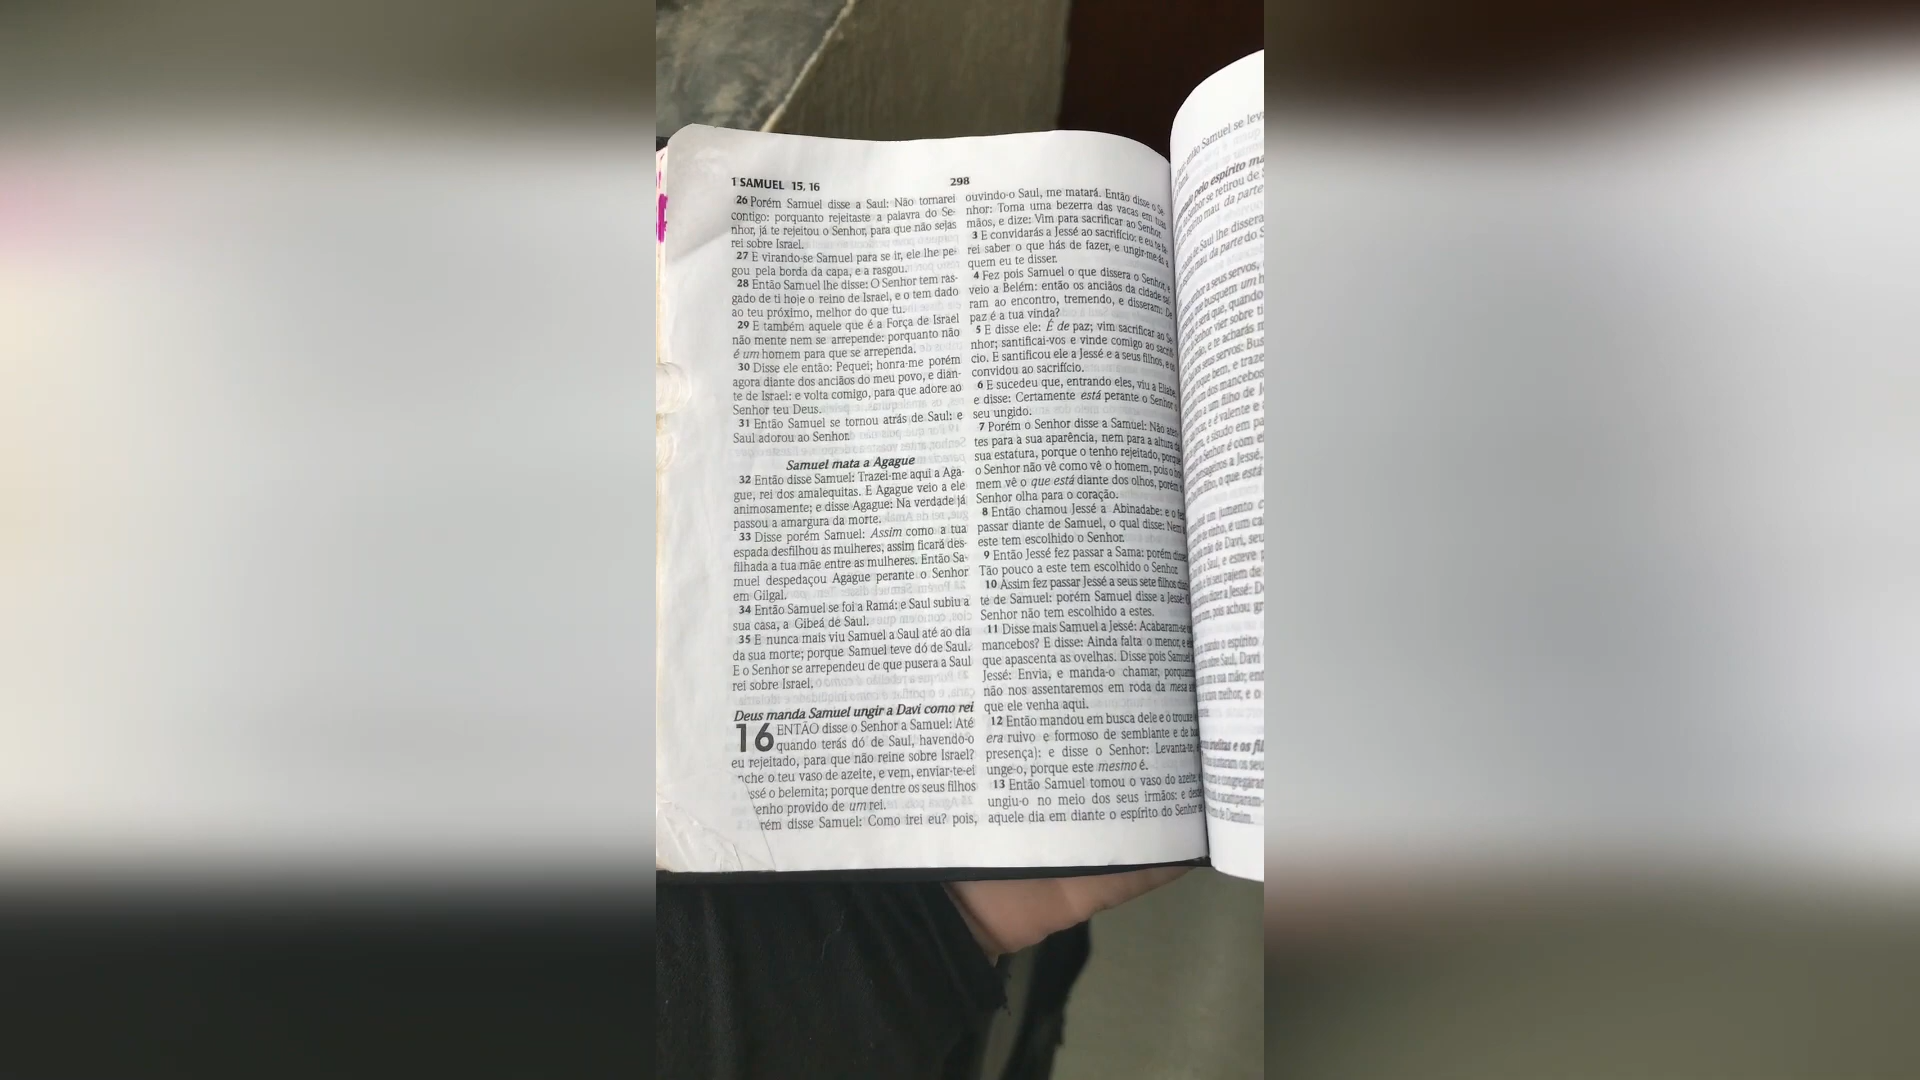 1 SAMUEL 15, 16
298
26 Porém Samuel disse a Saul: Não tornarei
contigo: porquanto rejeitaste a palavra do Se-
nhor, já te rejeitou o Senhor, para que não sejas
rei sobre Israel.
27 E virando-se Samuel para se ir, ele lhe pe-
gou pela borda da capa, e a rasgou.
28 Então Samuel lhe disse: O Senhor tem ras-
gado de ti hoje o reino de Israel, e o tem dado
ao teu próximo, melhor do que tu.
29 E também aquele que é a Força de Israel
não mente nem se arrepende: porquanto não
é um homem para que se arrependa.
30 Disse ele então: Pequei; honra-me porém
agora diante dos anciãos do meu povo, e dian-
te de Israel: e volta comigo, para que adore ao
Senhor teu Deus.
31 Então Samuel se tornou atrás de Saul: e
Saul adorou ao Senhor.
Samuel mata a Agague
32 Então disse Samuel: Trazei-me aqui a Aga-
gue, rei dos amalequitas. E Agague veio a ele
animosamente; e disse Agague: Na verdade já
passou a amargura da morte.
33 Disse porém Samuel: Assim como a tua
espada desfilhou as mulheres, assim ficará des-
filhada a tua mãe entre as mulheres. Então Sa-
muel despedaçou Agague perante o Senhor
em Gilgal.
34 Então Samuel se foi a Ramá: e Saul subiu a
sua casa, a Gibeá de Saul.
35 E nunca mais viu Samuel a Saul até ao dia
da sua morte; porque Samuel teve dó de Saul.
E o Senhor se arrependeu de que pusera a Saul
rei sobre Israel.
Deus manda Samuel ungir a Davi como rei
16 ENTÃO disse o Senhor a Samuel: Até
quando terás dó de Saul, havendo-o
eu rejeitado, para que não reine sobre Israel?
nche o teu vaso de azeite, e vem, enviar-te-ei
ssé o belemita; porque dentre os seus filhos
enho provido de um rei.
rém disse Samuel: Como irei eu? pois,
ouvindo-o Saul, me matará. Então disse o Se
nhor: Toma uma bezerra das vacas em tuas
mãos, e dize: Vim para sacrificar ao Senhor.
3 E convidarás a Jessé ao sacrifício; e eu te fa
rei saber o que hás de fazer, e ungir-me-ás a
quem eu te disser.
4 Fez pois Samuel o que dissera o Senhor, e
veio a Belém: então os anciãos da cidade saí
ram ao encontro, tremendo, e disseram: De
paz é a tua vinda?
5 E disse ele: É de paz; vim sacrificar ao Se
nhor; santificai-vos e vinde comigo ao sacrifí
cio. E santificou ele a Jessé e a seus filhos, e os
convidou ao sacrifício.
6 E sucedeu que, entrando eles, viu a Eliabe,
e disse: Certamente está perante o Senhor
seu ungido.
7 Porém o Senhor disse a Samuel: Não aten
tes para a sua aparência, nem para a altura da
sua estatura, porque o tenho rejeitado, porque
o Senhor não vê como vê o homem, pois o ho
mem vê o que está diante dos olhos, porém
Senhor olha para o coração.
8 Então chamou Jessé a Abinadabe: e o fez
passar diante de Samuel, o qual disse: Nem
este tem escolhido o Senhor.
9 Então Jessé fez passar a Sama: porém disse
Tão pouco a este tem escolhido o Senhor.
10 Assim fez passar Jessé a seus sete filhos dian
te de Samuel: porém Samuel disse a Jessé: O
Senhor não tem escolhido a estes.
11 Disse mais Samuel a Jessé: Acabaram-se
mancebos? E disse: Ainda falta o menor, e
que apascenta as ovelhas. Disse pois Samuel
Jessé: Envia, e manda-o chamar, porquanto
não nos assentaremos em roda da mesa
que ele venha aqui.
12 Então mandou em busca dele e o trouxe
era ruivo e formoso de semblante e de boa
presença): e disse o Senhor: Levanta-te,
unge-o, porque este mesmo é.
13 Então Samuel tomou o vaso do azeite,
ungiu-o no meio dos seus irmãos: e desde
aquele dia em diante o espírito do Senhor se